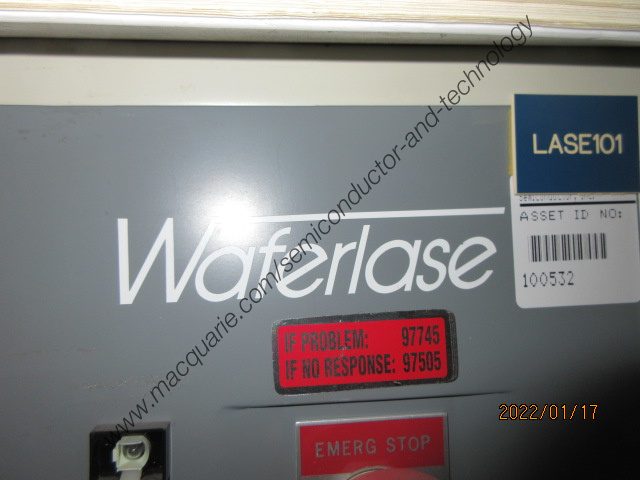 LASE101
ASSET ID NO:
100532
Waferlase
IF PROBLEM: 97745
IF NO RESPONSE: 97505
EMERG STOP
2022/01/17
www.macquarie.com/semiconductor-and-technology